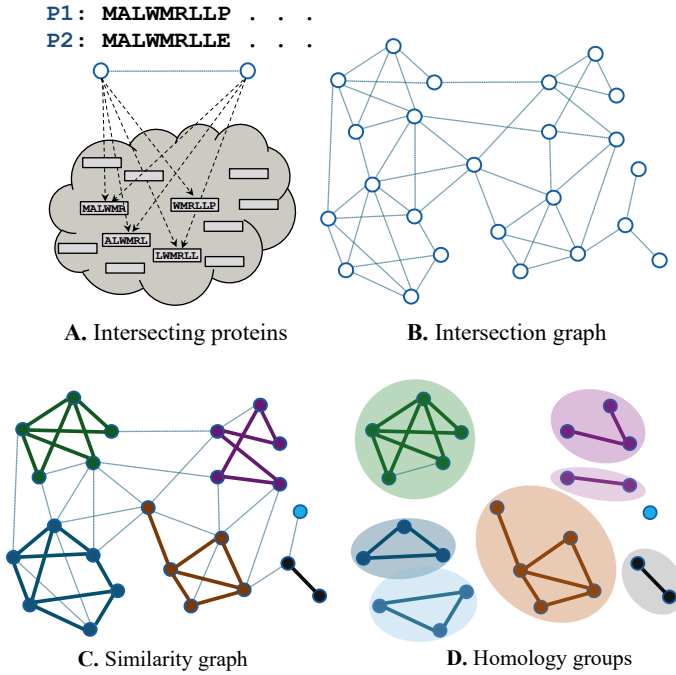 P1: MALWMRLLP . . .
P2: MALWMRLLE . . .
MALWMR
WMRLLP
ALWMRL
LWMRLL
A. Intersecting proteins
B. Intersection graph
C. Similarity graph
D. Homology groups